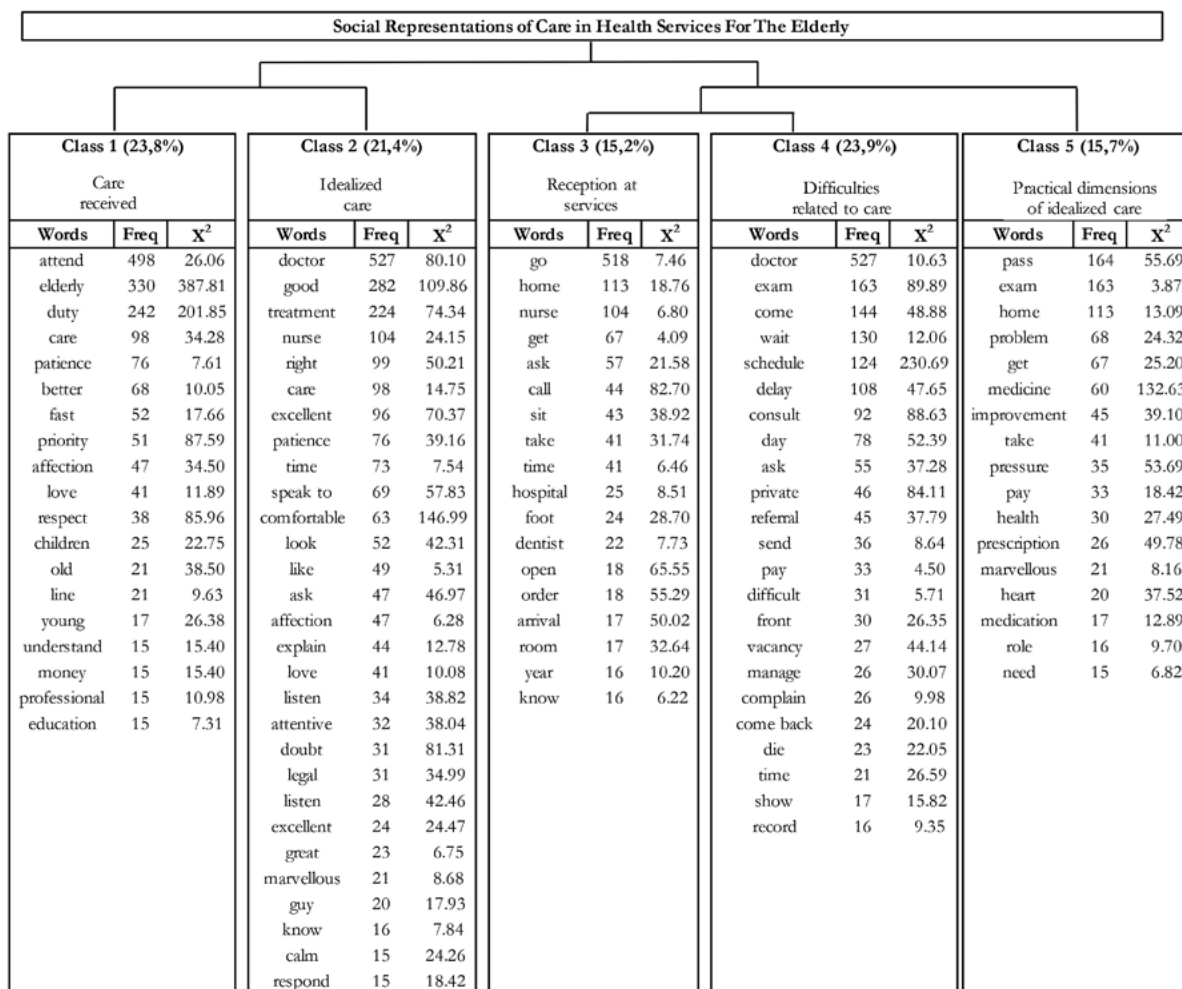 Social Representations of Care in Health Services For The Elderly
Class 1 (23,8%)
Care
received
Words Freq X²
attend 498 26.06
elderly 330 387.81
duty 242 201.85
care 98 34.28
patience 76 7.61
better 68 10.05
fast 52 17.66
priority 51 87.59
affection 47 34.50
love 41 11.89
respect 38 85.96
children 25 22.75
old 21 38.50
line 21 9.63
young 17 26.38
understand 15 15.40
money 15 15.40
professional 15 10.98
education 15 7.31
Class 2 (21,4%)
Idealized
care
Words Freq X²
doctor 527 80.10
good 282 109.86
treatment 224 74.34
nurse 104 24.15
right 99 50.21
care 98 14.75
excellent 96 70.37
patience 76 39.16
time 73 7.54
speak to 69 57.83
comfortable 63 146.99
look 52 42.31
like 49 5.31
ask 47 46.97
affection 47 6.28
explain 44 12.78
love 41 10.08
listen 34 38.82
attentive 32 38.04
doubt 31 81.31
legal 31 34.99
listen 28 42.46
excellent 24 24.47
great 23 6.75
marvellous 21 8.68
guy 20 17.93
know 16 7.84
calm 15 24.26
respond 15 18.42
Class 3 (15,2%)
Reception at
services
Words Freq X²
go 518 7.46
home 113 18.76
nurse 104 6.80
get 67 4.09
ask 57 21.58
call 44 82.70
sit 43 38.92
take 41 31.74
time 41 6.46
hospital 25 8.51
foot 24 28.70
dentist 22 7.73
open 18 65.55
order 18 55.29
arrival 17 50.02
room 17 32.64
year 16 10.20
know 16 6.22
Class 4 (23,9%)
Difficulties
related to care
Words Freq X²
doctor 527 10.63
exam 163 89.89
come 144 48.88
wait 130 12.06
schedule 124 230.69
delay 108 47.65
consult 92 88.63
day 78 52.39
ask 55 37.28
private 46 84.11
referral 45 37.79
send 36 8.64
pay 33 4.50
difficult 31 5.71
front 30 26.35
vacancy 27 44.14
manage 26 30.07
complain 26 9.98
come back 24 20.10
die 23 22.05
time 21 26.59
show 17 15.82
record 16 9.35
Class 5 (15,7%)
Practical dimensions
of idealized care
Words Freq X²
pass 164 55.69
exam 163 3.87
home 113 13.09
problem 68 24.32
get 67 25.20
medicine 60 132.63
improvement 45 39.10
take 41 11.00
pressure 35 53.69
pay 33 18.42
health 30 27.49
prescription 26 49.78
marvellous 21 8.16
heart 20 37.52
medication 17 12.89
role 16 9.70
need 15 6.82